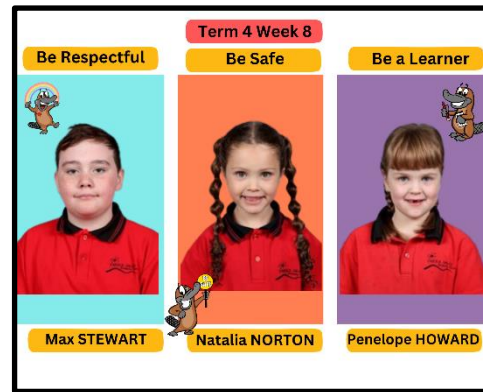 Term 4 Week 8
Be Respectful
Be Safe
Be a Learner
Max STEWART
Natalia NORTON
Penelope HOWARD